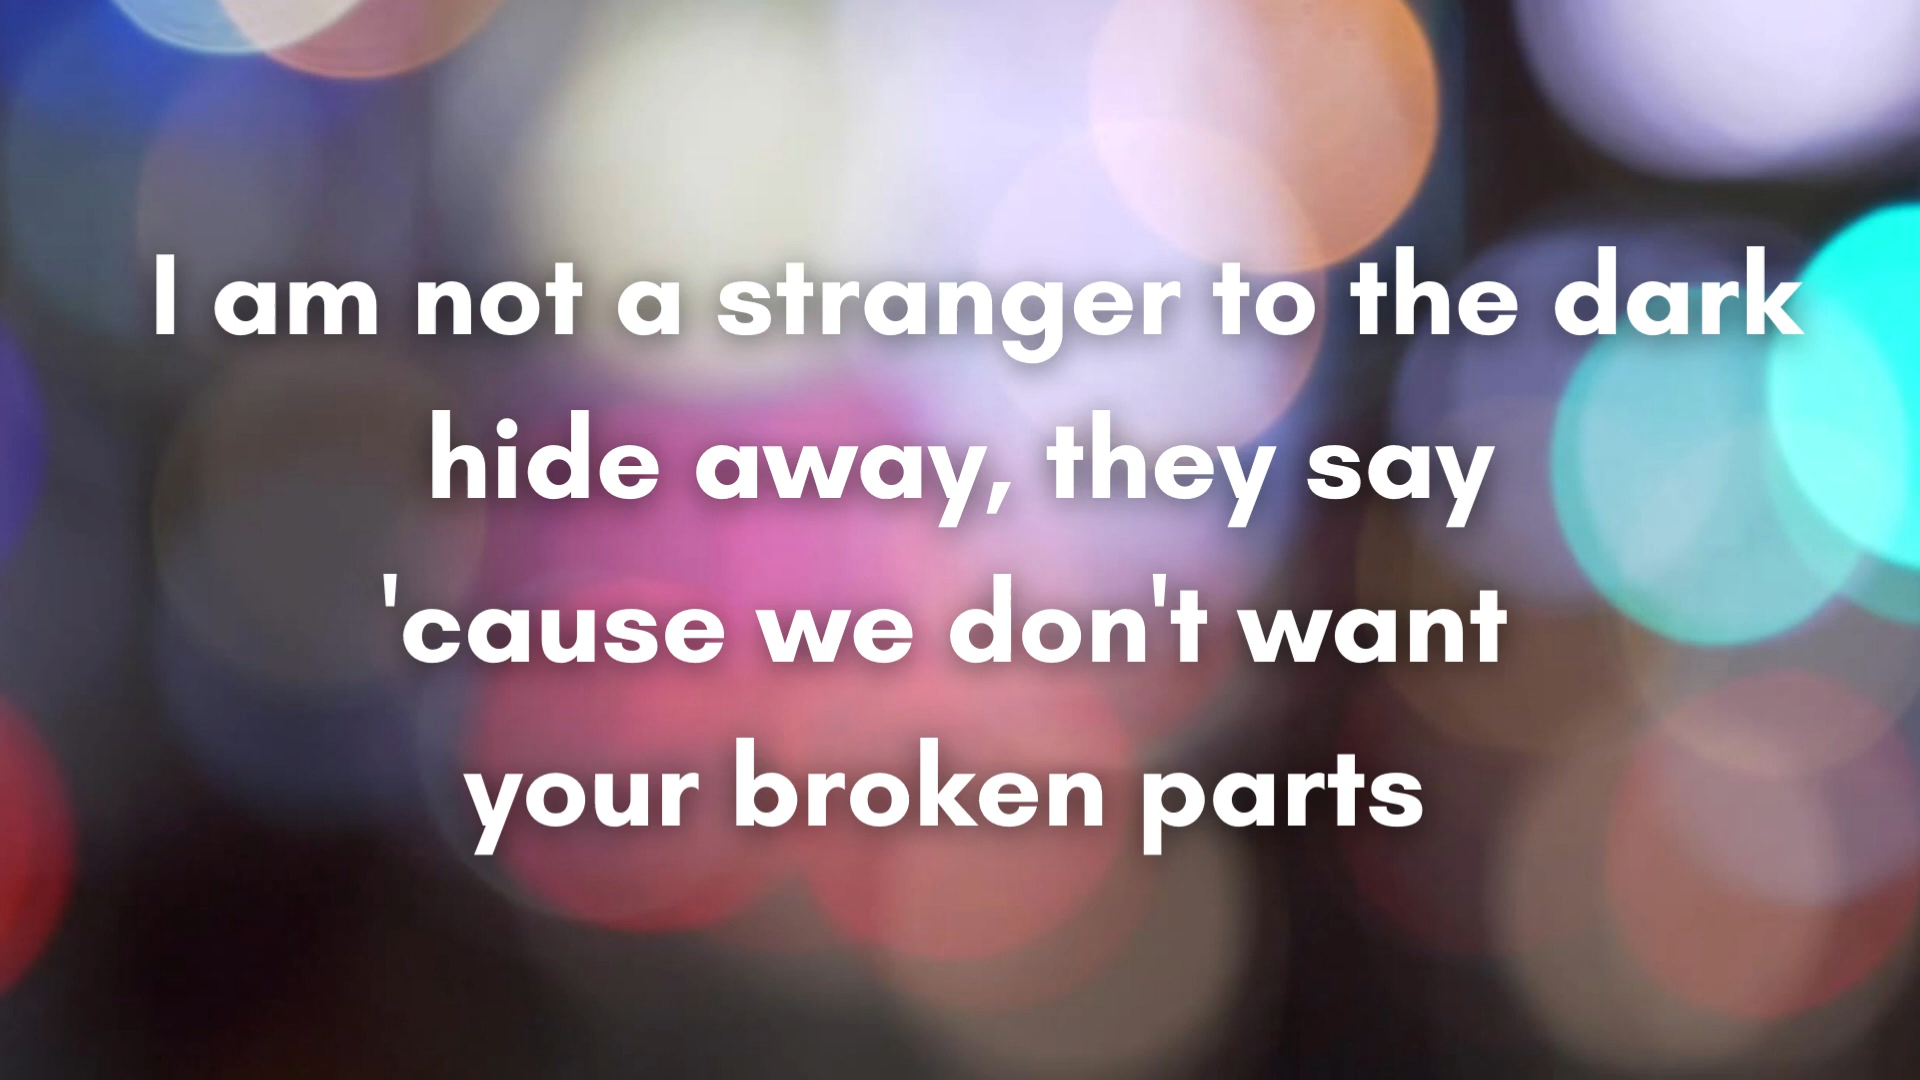 I am not a stranger to the dark
hide away, they say
'cause we don't want
your broken parts